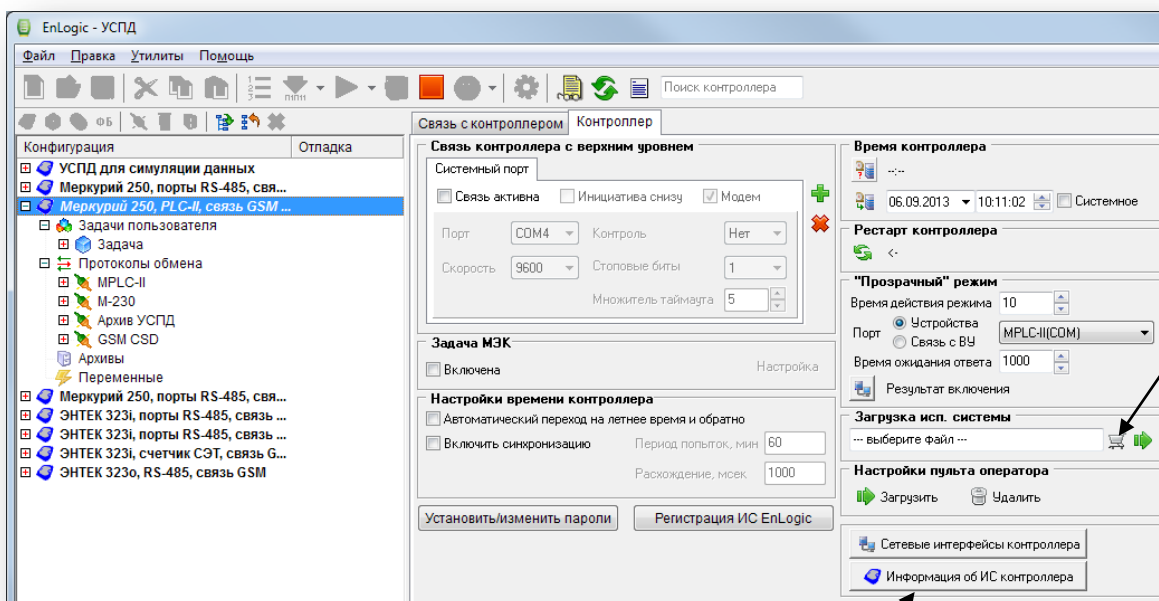 EnLogic - УСПД
Файл Правка Утилиты Помощь
Поиск контроллера
ФБ
Связь с контроллером Контроллер
Конфигурация Отладка
УСПД для симуляции данных
Меркурий 250, порты RS-485, свя...
Меркурий 250, PLC-II, связь GSM ...
Задачи пользователя
Задача
Протоколы обмена
MPLC-II
М-230
Архив УСПД
GSM CSD
Архивы
Переменные
Меркурий 250, порты RS-485, свя...
ЭНТЕК 323i, порты RS-485, связь ...
ЭНТЕК 323i, порты RS-485, связь ...
ЭНТЕК 323i, счетчик СЭТ, связь G...
ЭНТЕК 323о, RS-485, связь GSM
Связь контроллера с верхним уровнем
Системный порт
Связь активна Инициатива снизу Модем
Порт COM4 Контроль Нет
Скорость 9600 Стоповые биты 1
Множитель таймаута 5
Задача МЭК
Включена Настройка
Настройки времени контроллера
Автоматический переход на летнее время и обратно
Включить синхронизацию Период попыток, мин 60
Расхождение, мсек 1000
Установить/изменить пароли Регистрация ИС EnLogic
Время контроллера
--:--
06.09.2013 10:11:02 Системное
Рестарт контроллера
<-
"Прозрачный" режим
Время действия режима 10
Порт Устройства MPLC-II(COM)
Связь с ВУ
Время ожидания ответа 1000
Результат включения
Загрузка исп. системы
--- выберите файл ---
Настройки пульта оператора
Загрузить Удалить
Сетевые интерфейсы контроллера
Информация об ИС контроллера